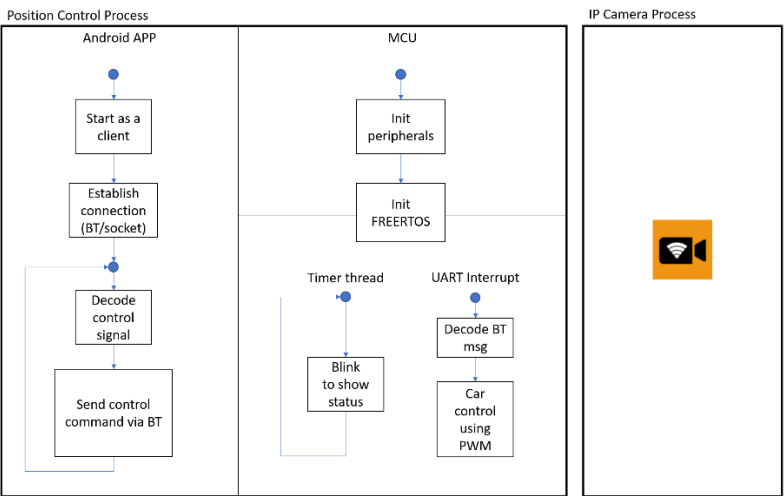 Position Control Process
IP Camera Process
Android APP
MCU
Start as a
client
Establish
connection
(BT/socket)
Decode
control
signal
Send control
command via BT
Init
peripherals
Init
FREERTOS
Timer thread
Blink
to show
status
UART Interrupt
Decode BT
msg
Car
control
using
PWM